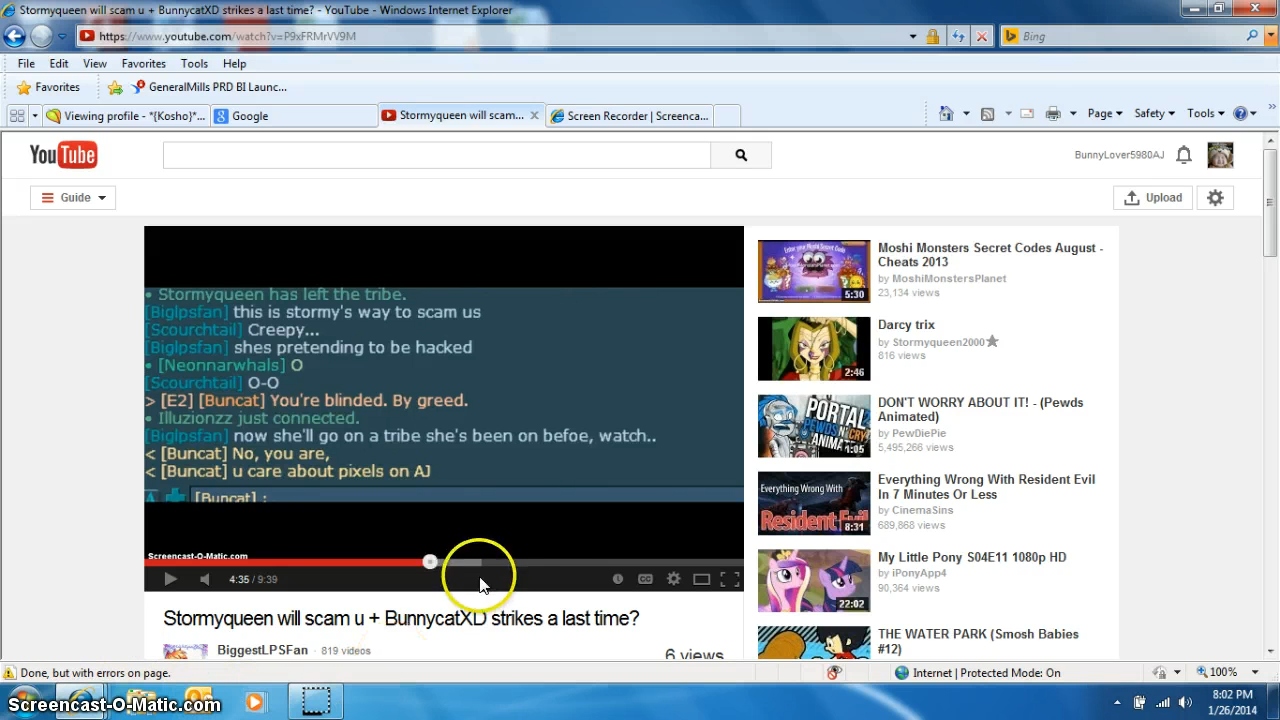 Stormyqueen will scam u + BunnycatXD strikes a last time? - YouTube - Windows Internet Explorer
https://www.youtube.com/watch?v=P9xFRMrVV9M
Bing
File Edit View Favorites Tools Help
Favorites GeneralMills PRD BI Launc...
Viewing profile - *{Kosho}*... Google Stormyqueen will scam... Screen Recorder | Screenca... Page Safety Tools
YouTube
BunnyLover5980AJ
Guide
Upload
• Stormyqueen has left the tribe.
[Biglpsfan] this is stormy's way to scam us
[Scourchtail] Creepy...
[Biglpsfan] shes pretending to be hacked
• [Neonnarwhals] O
[Scourchtail] O-O
> [E2] [Buncat] You're blinded. By greed.
• Illuzionzz just connected.
[Biglpsfan] now she'll go on a tribe she's been on befoe, watch..
< [Buncat] No, you are,
< [Buncat] u care about pixels on AJ
[Buncat] :
Screencast-O-Matic.com
4:35 / 9:39
CC
Stormyqueen will scam u + BunnycatXD strikes a last time?
BiggestLPSFan · 819 videos
6 views
Moshi Monsters Secret Codes August -
Cheats 2013
by MoshiMonstersPlanet
23,134 views
5:30
Darcy trix
by Stormyqueen2000★
816 views
2:46
DON'T WORRY ABOUT IT! - (Pewds
Animated)
by PewDiePie
5,495,266 views
PORTAL
1:05
Everything Wrong With Resident Evil
In 7 Minutes Or Less
by CinemaSins
689,868 views
Everything Wrong With
Resident Evil
8:31
My Little Pony S04E11 1080p HD
by iPonyApp4
90,364 views
22:02
THE WATER PARK (Smosh Babies
#12)
Done, but with errors on page.
Internet | Protected Mode: On
100%
Screencast-O-Matic.com
8:02 PM
1/26/2014